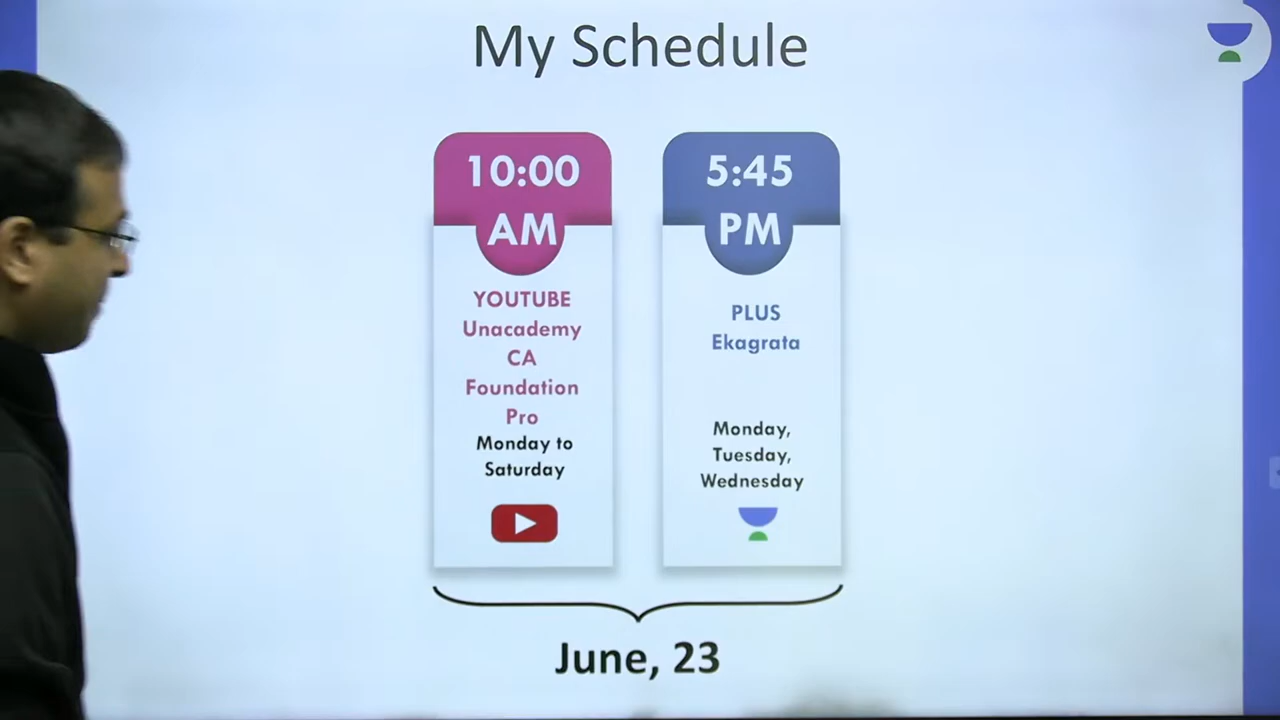 My Schedule
10:00
AM
YOUTUBE
Unacademy
CA
Foundation
Pro
Monday to
Saturday
5:45
PM
PLUS
Ekagrata
Monday,
Tuesday,
Wednesday
June, 23